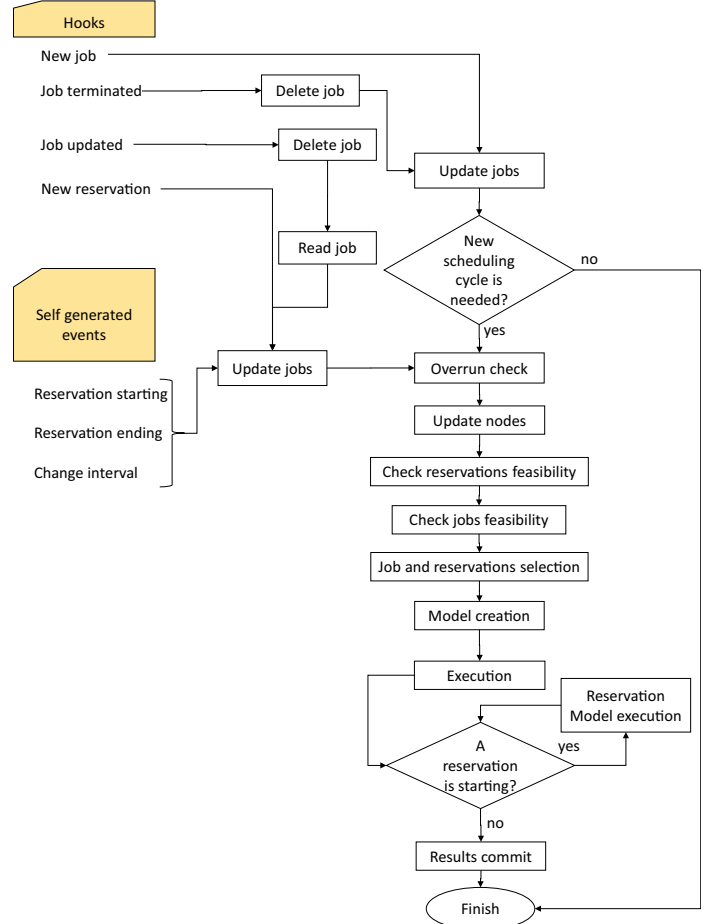 Hooks
New job
Job terminated
Delete job
Job updated
Delete job
Update jobs
New reservation
Read job
New
scheduling
cycle is
needed?
no
yes
Self generated
events
Update jobs
Overrun check
Reservation starting
Reservation ending
Change interval
Update nodes
Check reservations feasibility
Check jobs feasibility
Job and reservations selection
Model creation
Execution
Reservation
Model execution
A
reservation
is starting?
yes
no
Results commit
Finish